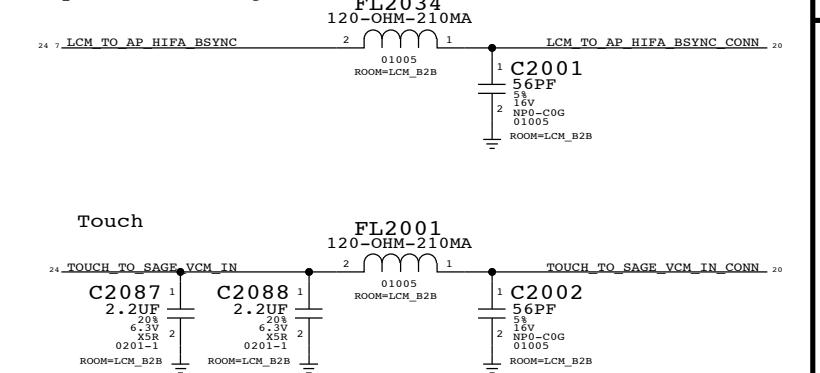 FL2034
120-OHM-210MA
24 7 LCM_TO_AP_HIFA_BSYNC 2 1 LCM_TO_AP_HIFA_BSYNC_CONN 20
01005
ROOM=LCM_B2B
1 C2001
56PF
5%
16V
2 NP0-C0G
01005
ROOM=LCM_B2B
Touch
FL2001
120-OHM-210MA
24 TOUCH_TO_SAGE_VCM_IN 2 1 TOUCH_TO_SAGE_VCM_IN_CONN 20
01005
ROOM=LCM_B2B
C2087 1
2.2UF
20%
6.3V
X5R 2
0201-1
ROOM=LCM_B2B
C2088 1
2.2UF
20%
6.3V
X5R 2
0201-1
ROOM=LCM_B2B
1 C2002
56PF
5%
16V
2 NP0-C0G
01005
ROOM=LCM_B2B